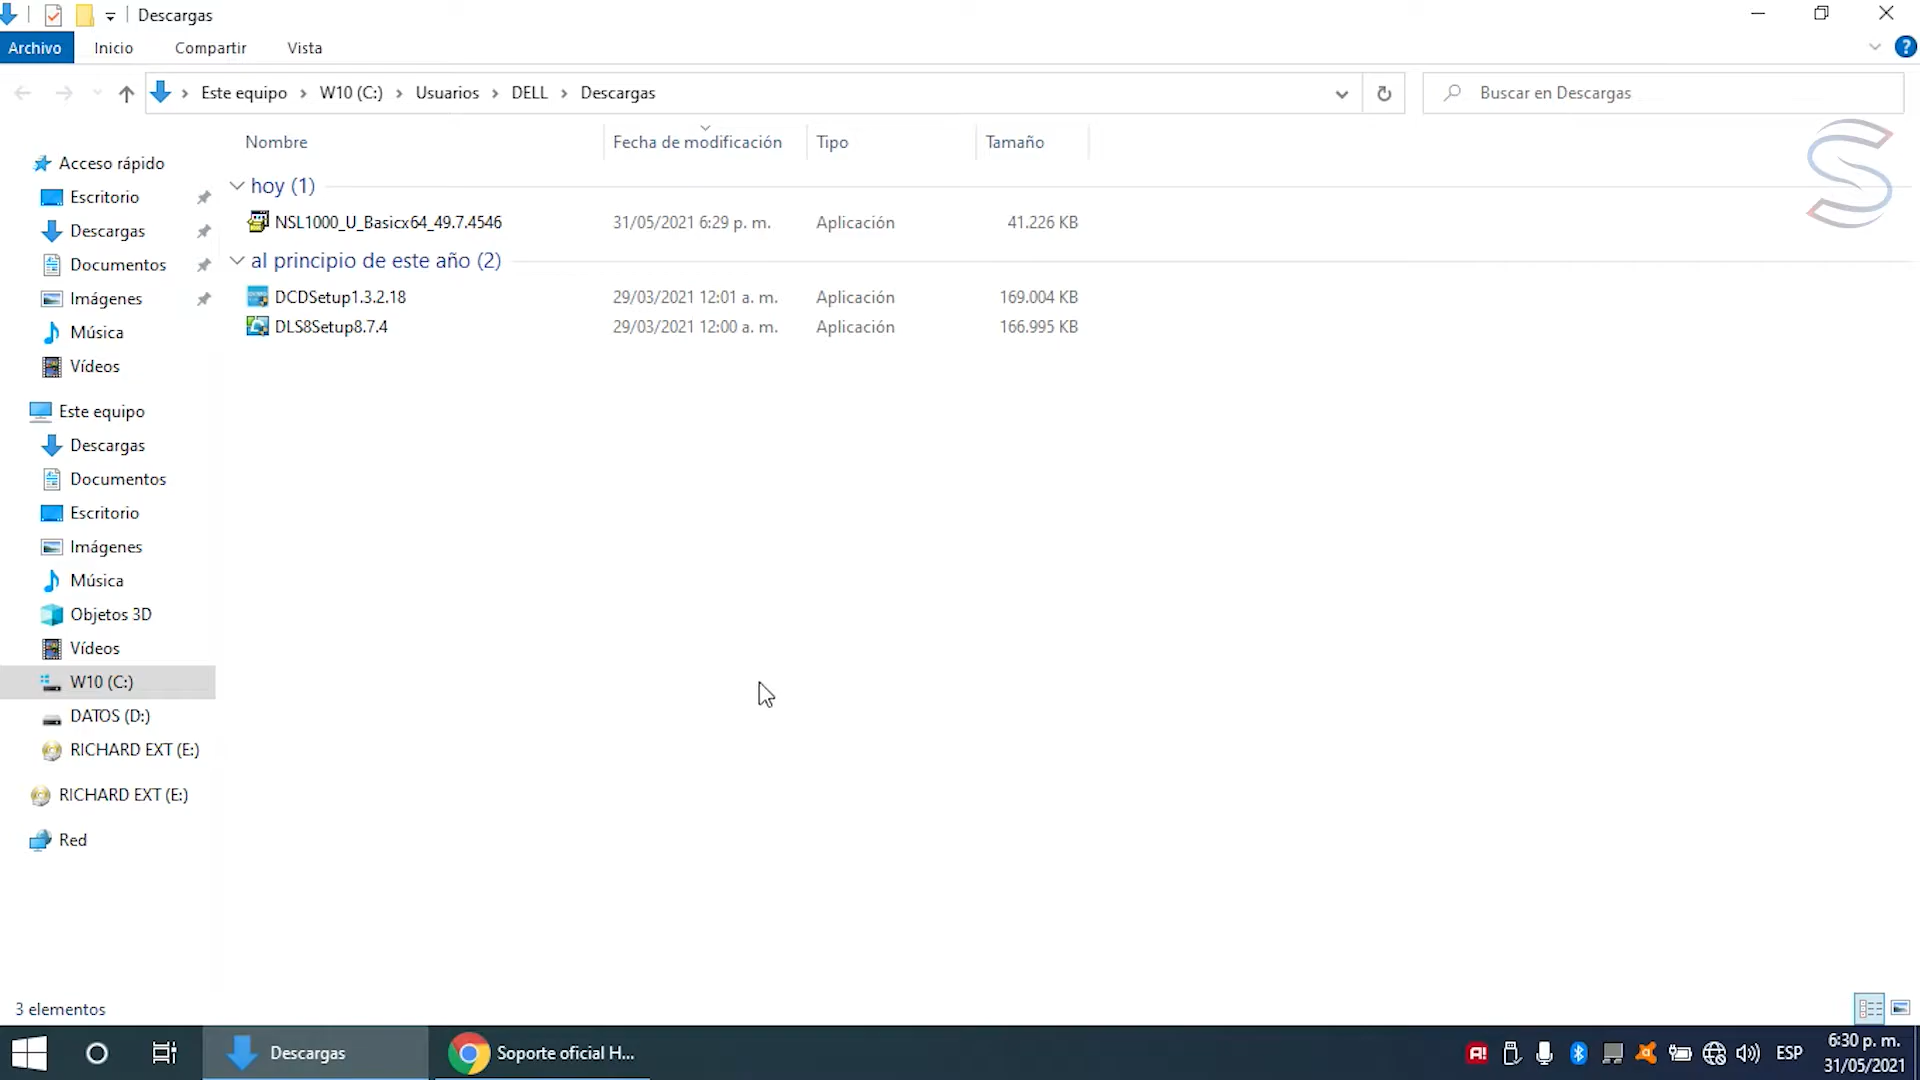 Descargas
Archivo Inicio Compartir Vista
Este equipo > W10 (C:) > Usuarios > DELL > Descargas
Buscar en Descargas
Nombre Fecha de modificación Tipo Tamaño
hoy (1)
NSL1000_U_Basicx64_49.7.4546 31/05/2021 6:29 p. m. Aplicación 41.226 KB
al principio de este año (2)
DCDSetup1.3.2.18 29/03/2021 12:01 a. m. Aplicación 169.004 KB
DLS8Setup8.7.4 29/03/2021 12:00 a. m. Aplicación 166.995 KB
Acceso rápido
Escritorio
Descargas
Documentos
Imágenes
Música
Vídeos
Este equipo
Descargas
Documentos
Escritorio
Imágenes
Música
Objetos 3D
Vídeos
W10 (C:)
DATOS (D:)
RICHARD EXT (E:)
RICHARD EXT (E:)
Red
3 elementos
Descargas
Soporte oficial H...
ESP
6:30 p. m.
31/05/2021